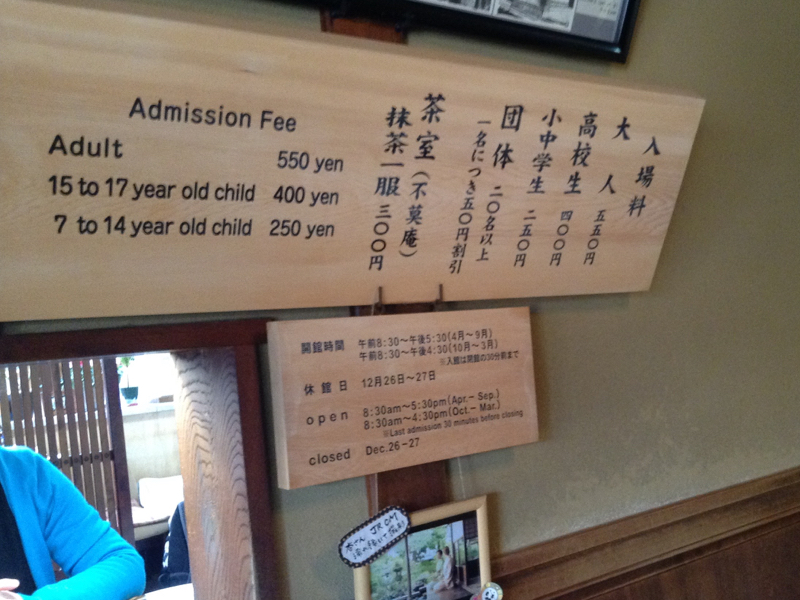 Admission Fee
Adult 550 yen
15 to 17 year old child 400 yen
7 to 14 year old child 250 yen
入場料
大人 五五〇円
高校生 四〇〇円
小中学生 二五〇円
団体 二〇名以上
一名につき五〇円割引
茶室(不莫庵)
抹茶一服 三〇〇円
開館時間 午前8:30~午後5:30(4月~9月)
午前8:30~午後4:30(10月~3月)
※入館は閉館の30分前まで
休館日 12月26日~27日
open 8:30am~5:30pm(Apr.-Sep.)
8:30am~4:30pm(Oct.-Mar.)
※Last admission 30 minutes before closing
closed Dec.26-27
JR